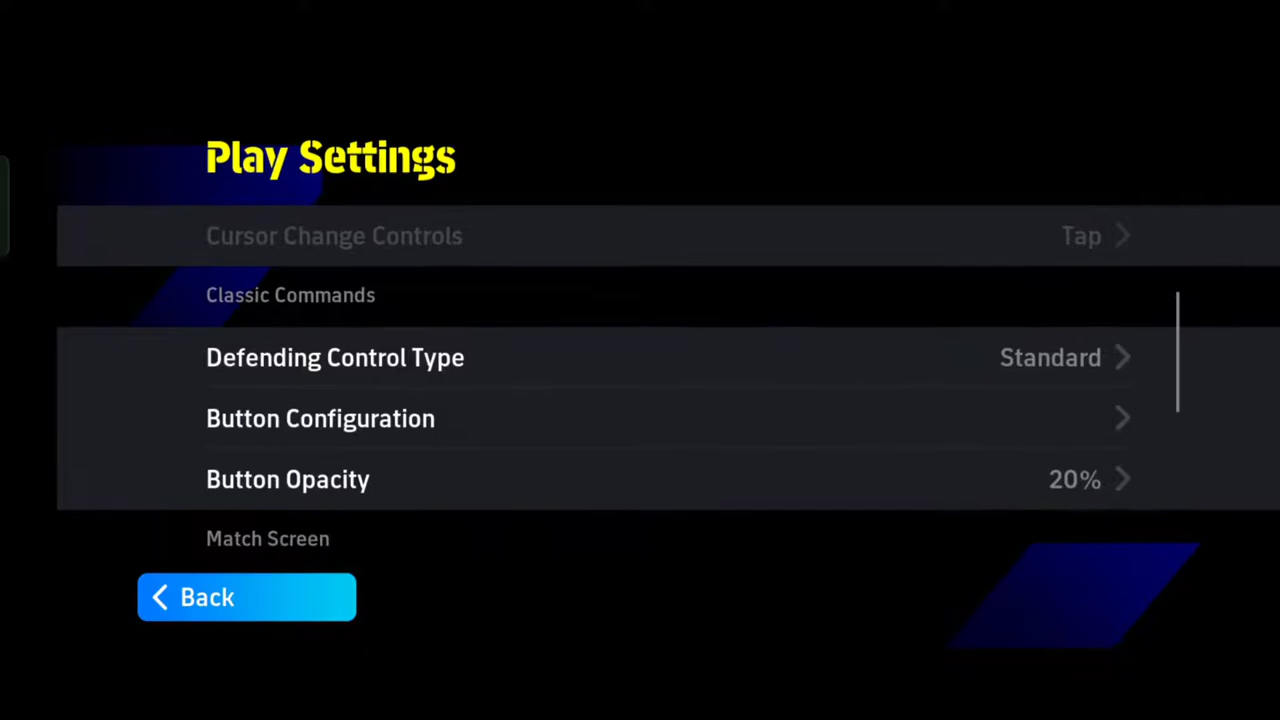 Play Settings
Cursor Change Controls Tap
Classic Commands
Defending Control Type Standard
Button Configuration
Button Opacity 20%
Match Screen
Back